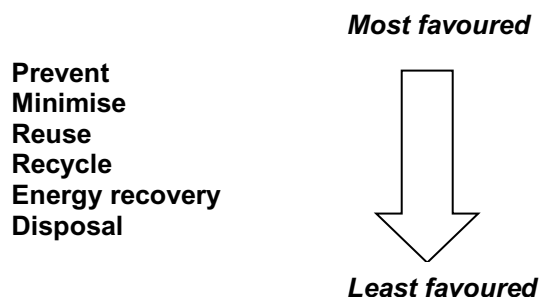 Most favoured
Prevent
Minimise
Reuse
Recycle
Energy recovery
Disposal
Least favoured